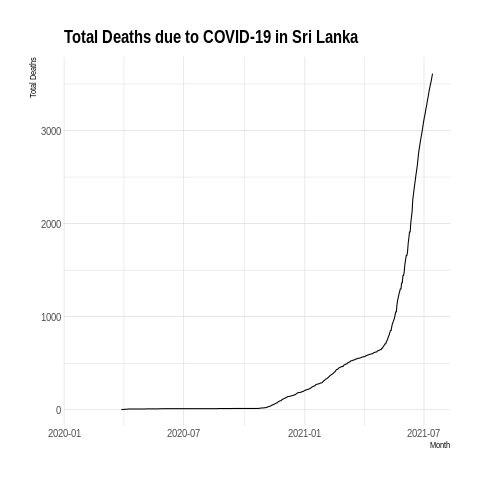 Total Deaths due to COVID-19 in Sri Lanka
Total Deaths
3000
2000
1000
0
2020-01 2020-07 2021-01 2021-07
Month